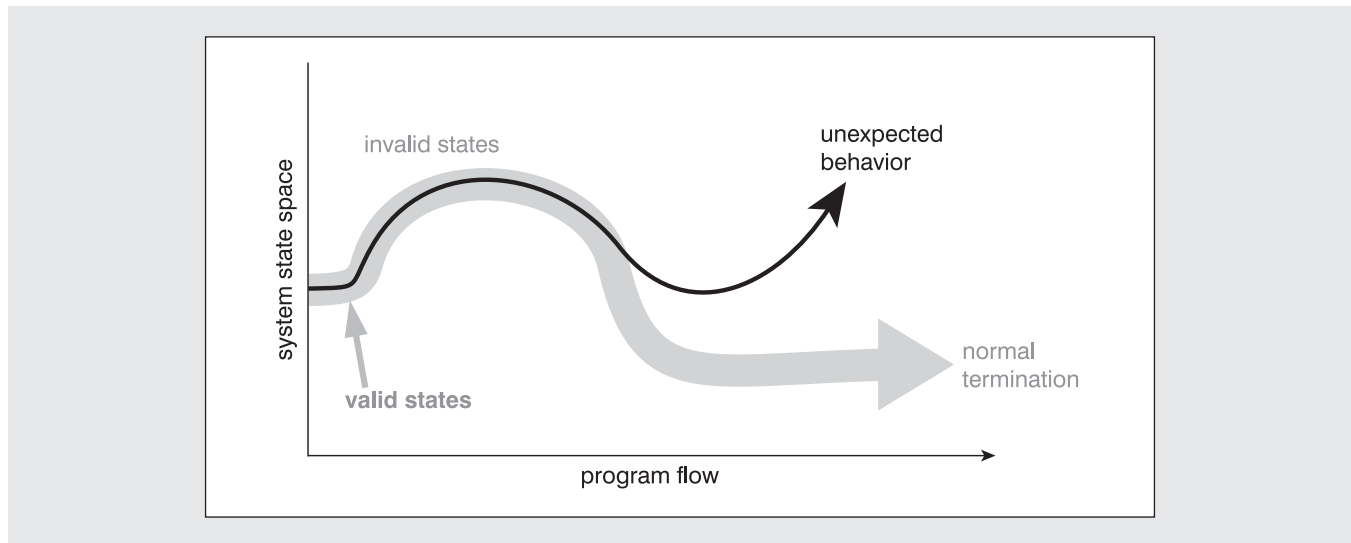 invalid states
unexpected
behavior
system state space
valid states
normal
termination
program flow